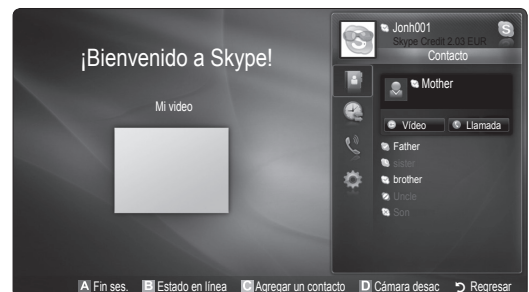 ¡Bienvenido a Skype!
Mi video
Jonh001
Skype Credit 2.03 EUR
Contacto
Mother
Vídeo
Llamada
Father
sister
brother
Uncle
Son
A Fin ses. B Estado en línea C Agregar un contacto D Cámara desac Regresar